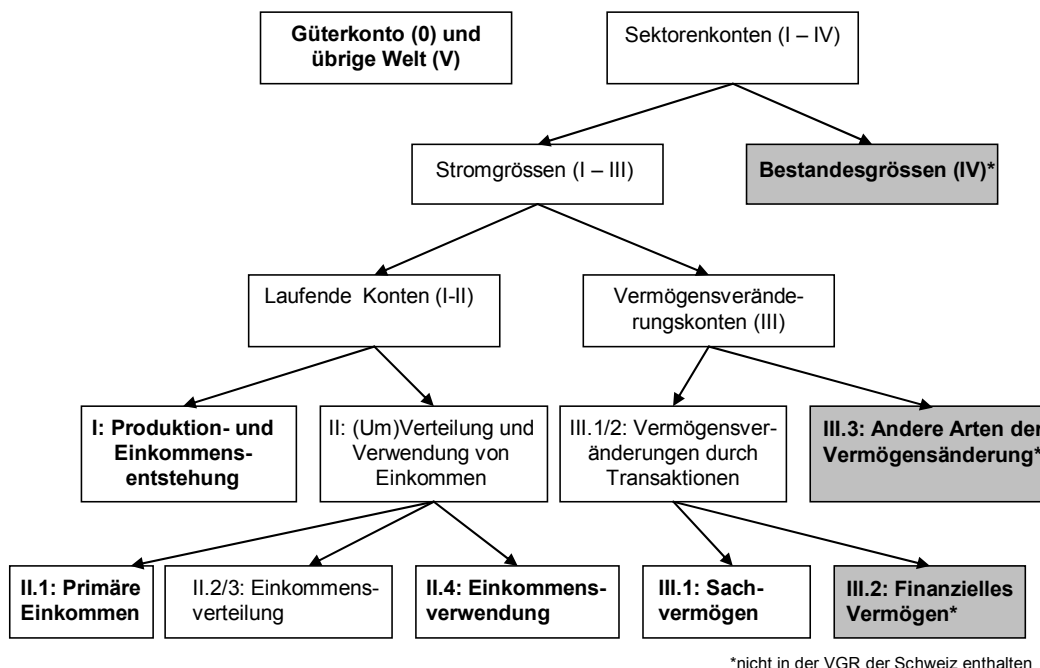 Güterkonto (0) und
übrige Welt (V)
Sektorenkonten (I – IV)
Stromgrössen (I – III)
Bestandesgrössen (IV)*
Laufende Konten (I-II)
Vermögensverände-
rungskonten (III)
I: Produktion- und
Einkommens-
entstehung
II: (Um)Verteilung und
Verwendung von
Einkommen
III.1/2: Vermögensver-
änderungen durch
Transaktionen
III.3: Andere Arten der
Vermögensänderung*
II.1: Primäre
Einkommen
II.2/3: Einkommens-
verteilung
II.4: Einkommens-
verwendung
III.1: Sach-
vermögen
III.2: Finanzielles
Vermögen*
*nicht in der VGR der Schweiz enthalten